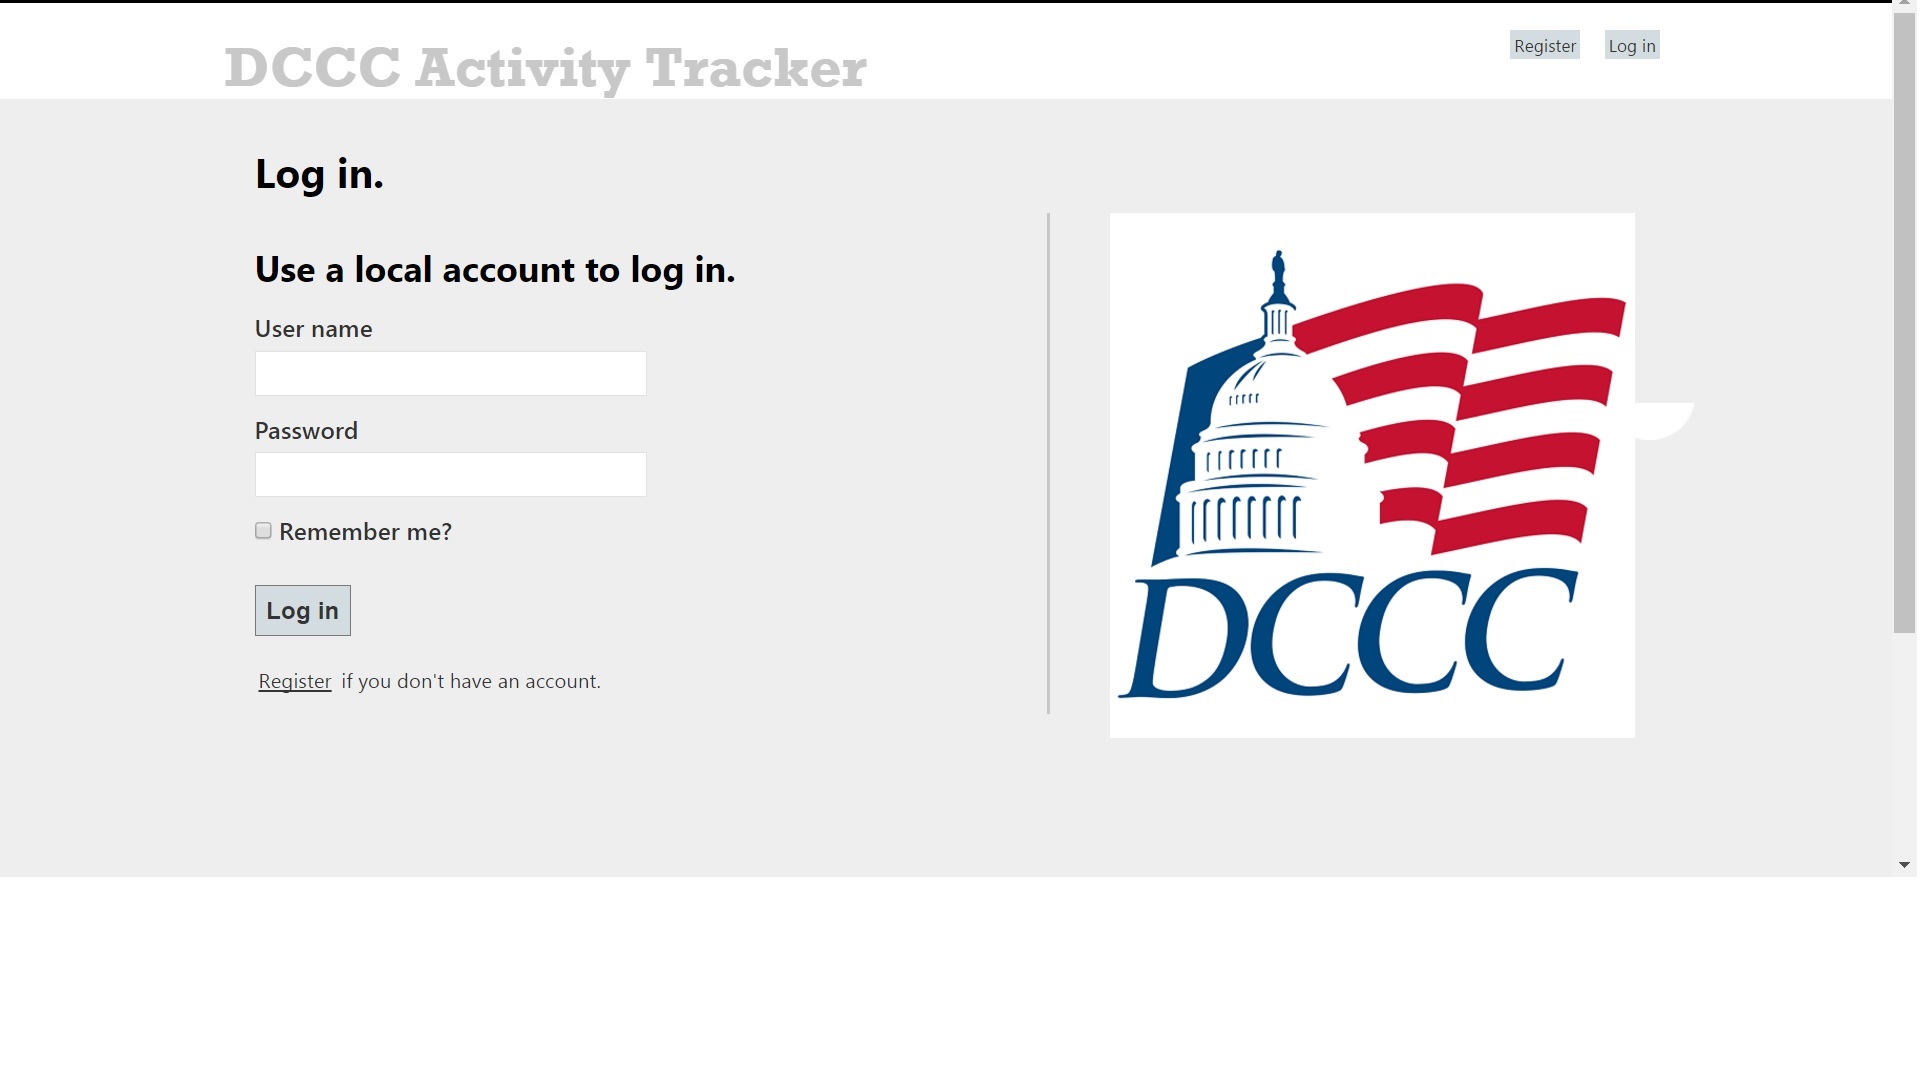 DCCC Activity Tracker
Register
Log in
Log in.
Use a local account to log in.
User name
Password
Remember me?
Log in
Register if you don't have an account.
DCCC